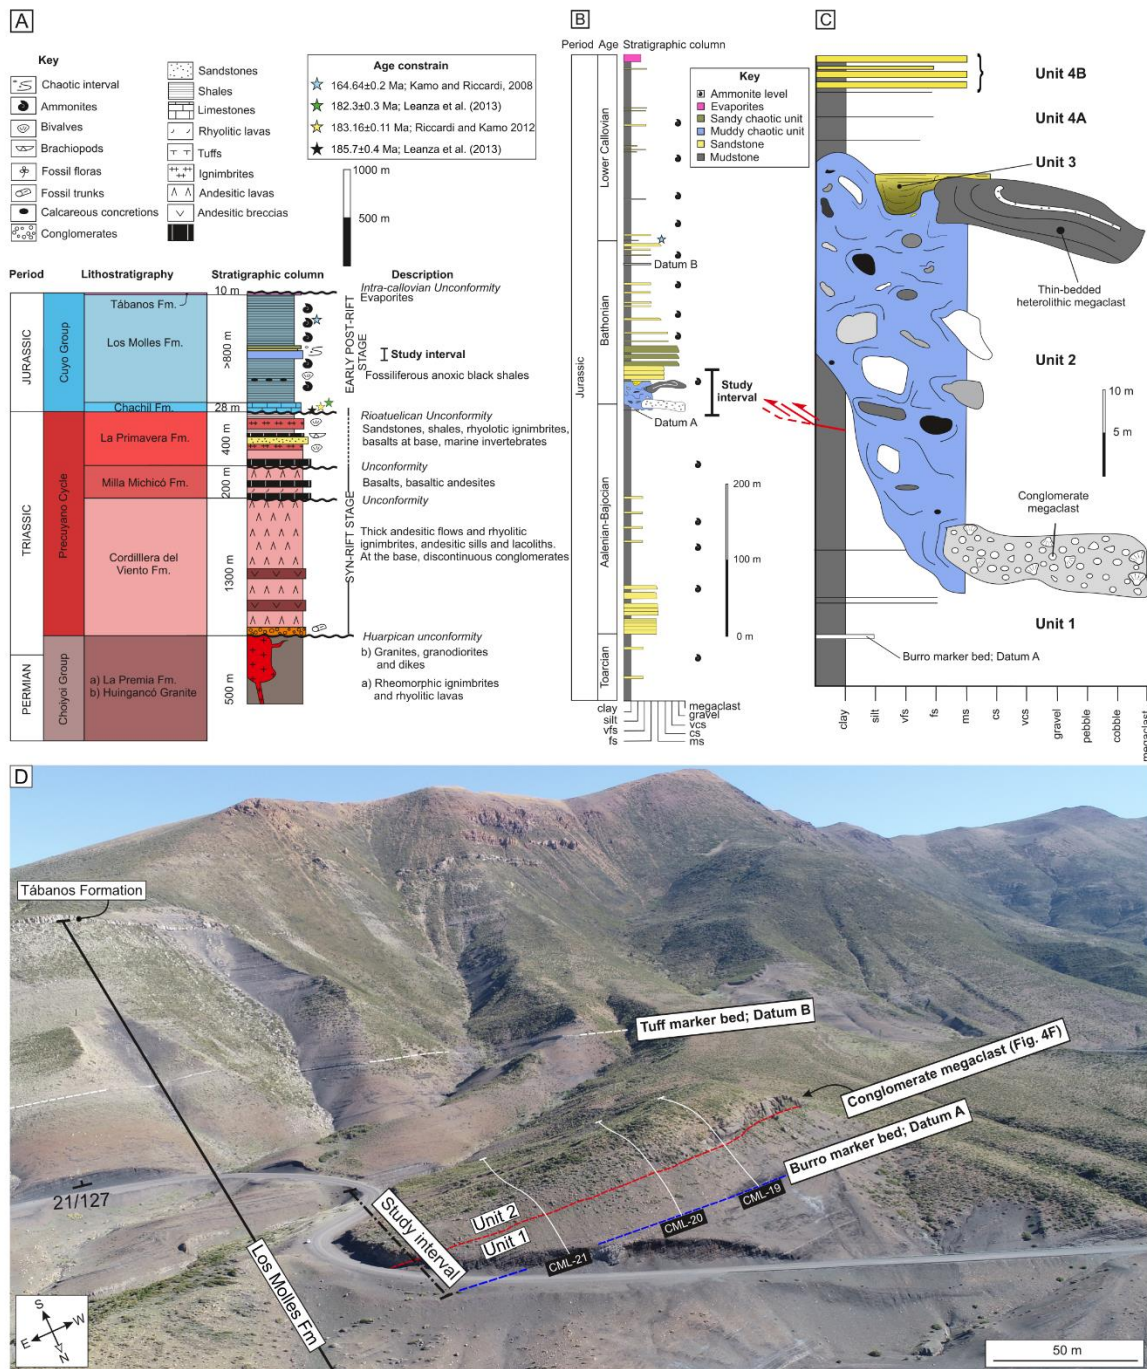 A
Key
Chaotic interval
Ammonites
Bivalves
Brachiopods
Fossil floras
Fossil trunks
Calcareous concretions
Conglomerates
Sandstones
Shales
Limestones
Rhyolitic lavas
Tuffs
Ignimbrites
Andesitic lavas
Andesitic breccias
Age constrain
164.64±0.2 Ma; Kamo and Riccardi, 2008
182.3±0.3 Ma; Leanza et al. (2013)
183.16±0.11 Ma; Riccardi and Kamo 2012
185.7±0.4 Ma; Leanza et al. (2013)
1000 m
500 m
Period
Lithostratigraphy
Stratigraphic column
Description
JURASSIC
TRIASSIC
PERMIAN
Cuyo Group
Precuyano Cycle
Choiyoi Group
Tábanos Fm.
Los Molles Fm.
Chachil Fm.
La Primavera Fm.
Milla Michicó Fm.
Cordilllera del
Viento Fm.
a) La Premia Fm.
b) Huingancó Granite
10 m
>800 m
28 m
400 m
200 m
1300 m
500 m
EARLY POST-RIFT
STAGE
SYN-RIFT STAGE
Intra-callovian Unconformity
Evaporites
Study interval
Fossiliferous anoxic black shales
Rioatuelican Unconformity
Sandstones, shales, rhyolotic ignimbrites,
basalts at base, marine invertebrates
Unconformity
Basalts, basaltic andesites
Unconformity
Thick andesitic flows and rhyolitic
ignimbrites, andesitic sills and lacoliths.
At the base, discontinuous conglomerates
Huarpican unconformity
b) Granites, granodiorites
and dikes
a) Rheomorphic ignimbrites
and rhyolitic lavas
B
Period
Age
Stratigraphic column
Key
Ammonite level
Evaporites
Sandy chaotic unit
Muddy chaotic unit
Sandstone
Mudstone
Jurassic
Lower Callovian
Bathonian
Aalenian-Bajocian
Toarcian
Datum B
Study
interval
Datum A
200 m
100 m
0 m
clay
silt
vfs
fs
megaclast
gravel
vcs
cs
ms
C
Unit 4B
Unit 4A
Unit 3
Thin-bedded
heterolithic megaclast
Unit 2
10 m
5 m
Conglomerate
megaclast
Unit 1
Burro marker bed; Datum A
clay
silt
vfs
fs
ms
cs
vcs
gravel
pebble
cobble
megaclast
D
Tábanos Formation
Tuff marker bed; Datum B
Conglomerate megaclast (Fig. 4F)
Burro marker bed; Datum A
21/127
Study interval
Unit 2
Unit 1
CML-21
CML-20
CML-19
Los Molles Fm
S
W
E
N
50 m